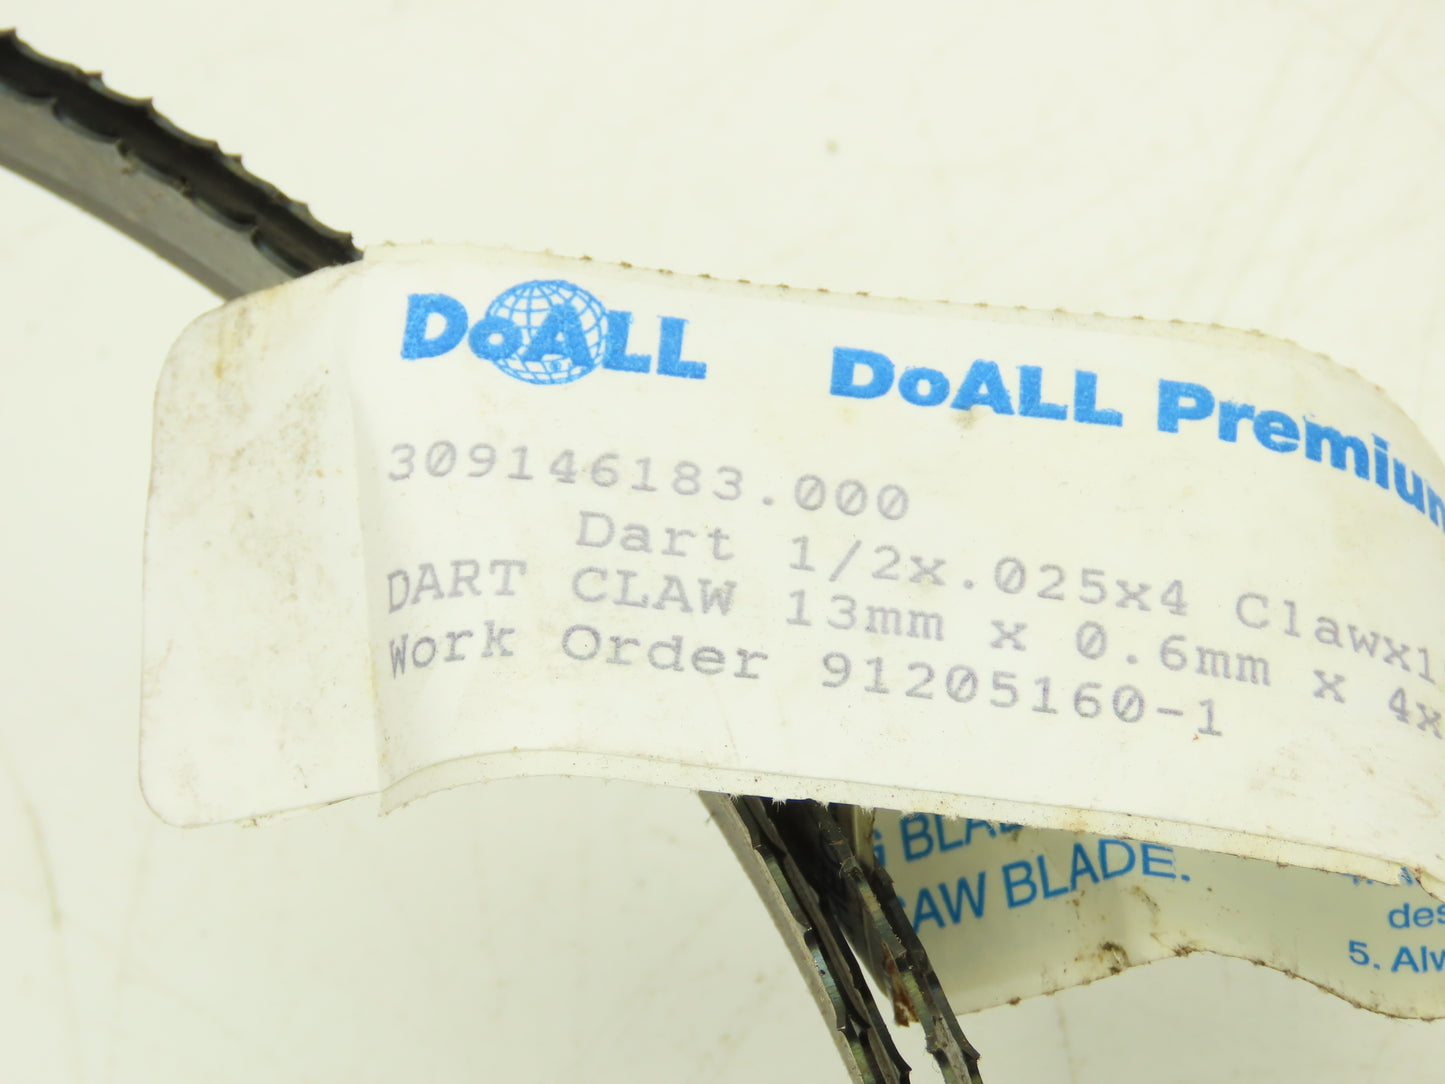 DoALL DoALL Premium
309146183.000
Dart 1/2x.025x4 Clawx1
DART CLAW 13mm x 0.6mm x 4x
Work Order 91205160-1
G BLA
SAW BLADE.
des
5. Alw